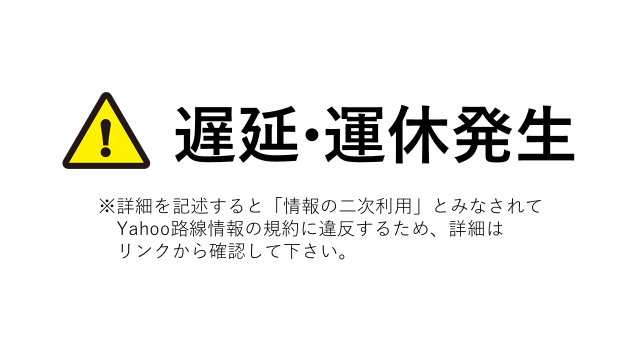 遅延・運休発生
※詳細を記述すると「情報の二次利用」とみなされて
Yahoo路線情報の規約に違反するため、詳細は
リンクから確認して下さい。